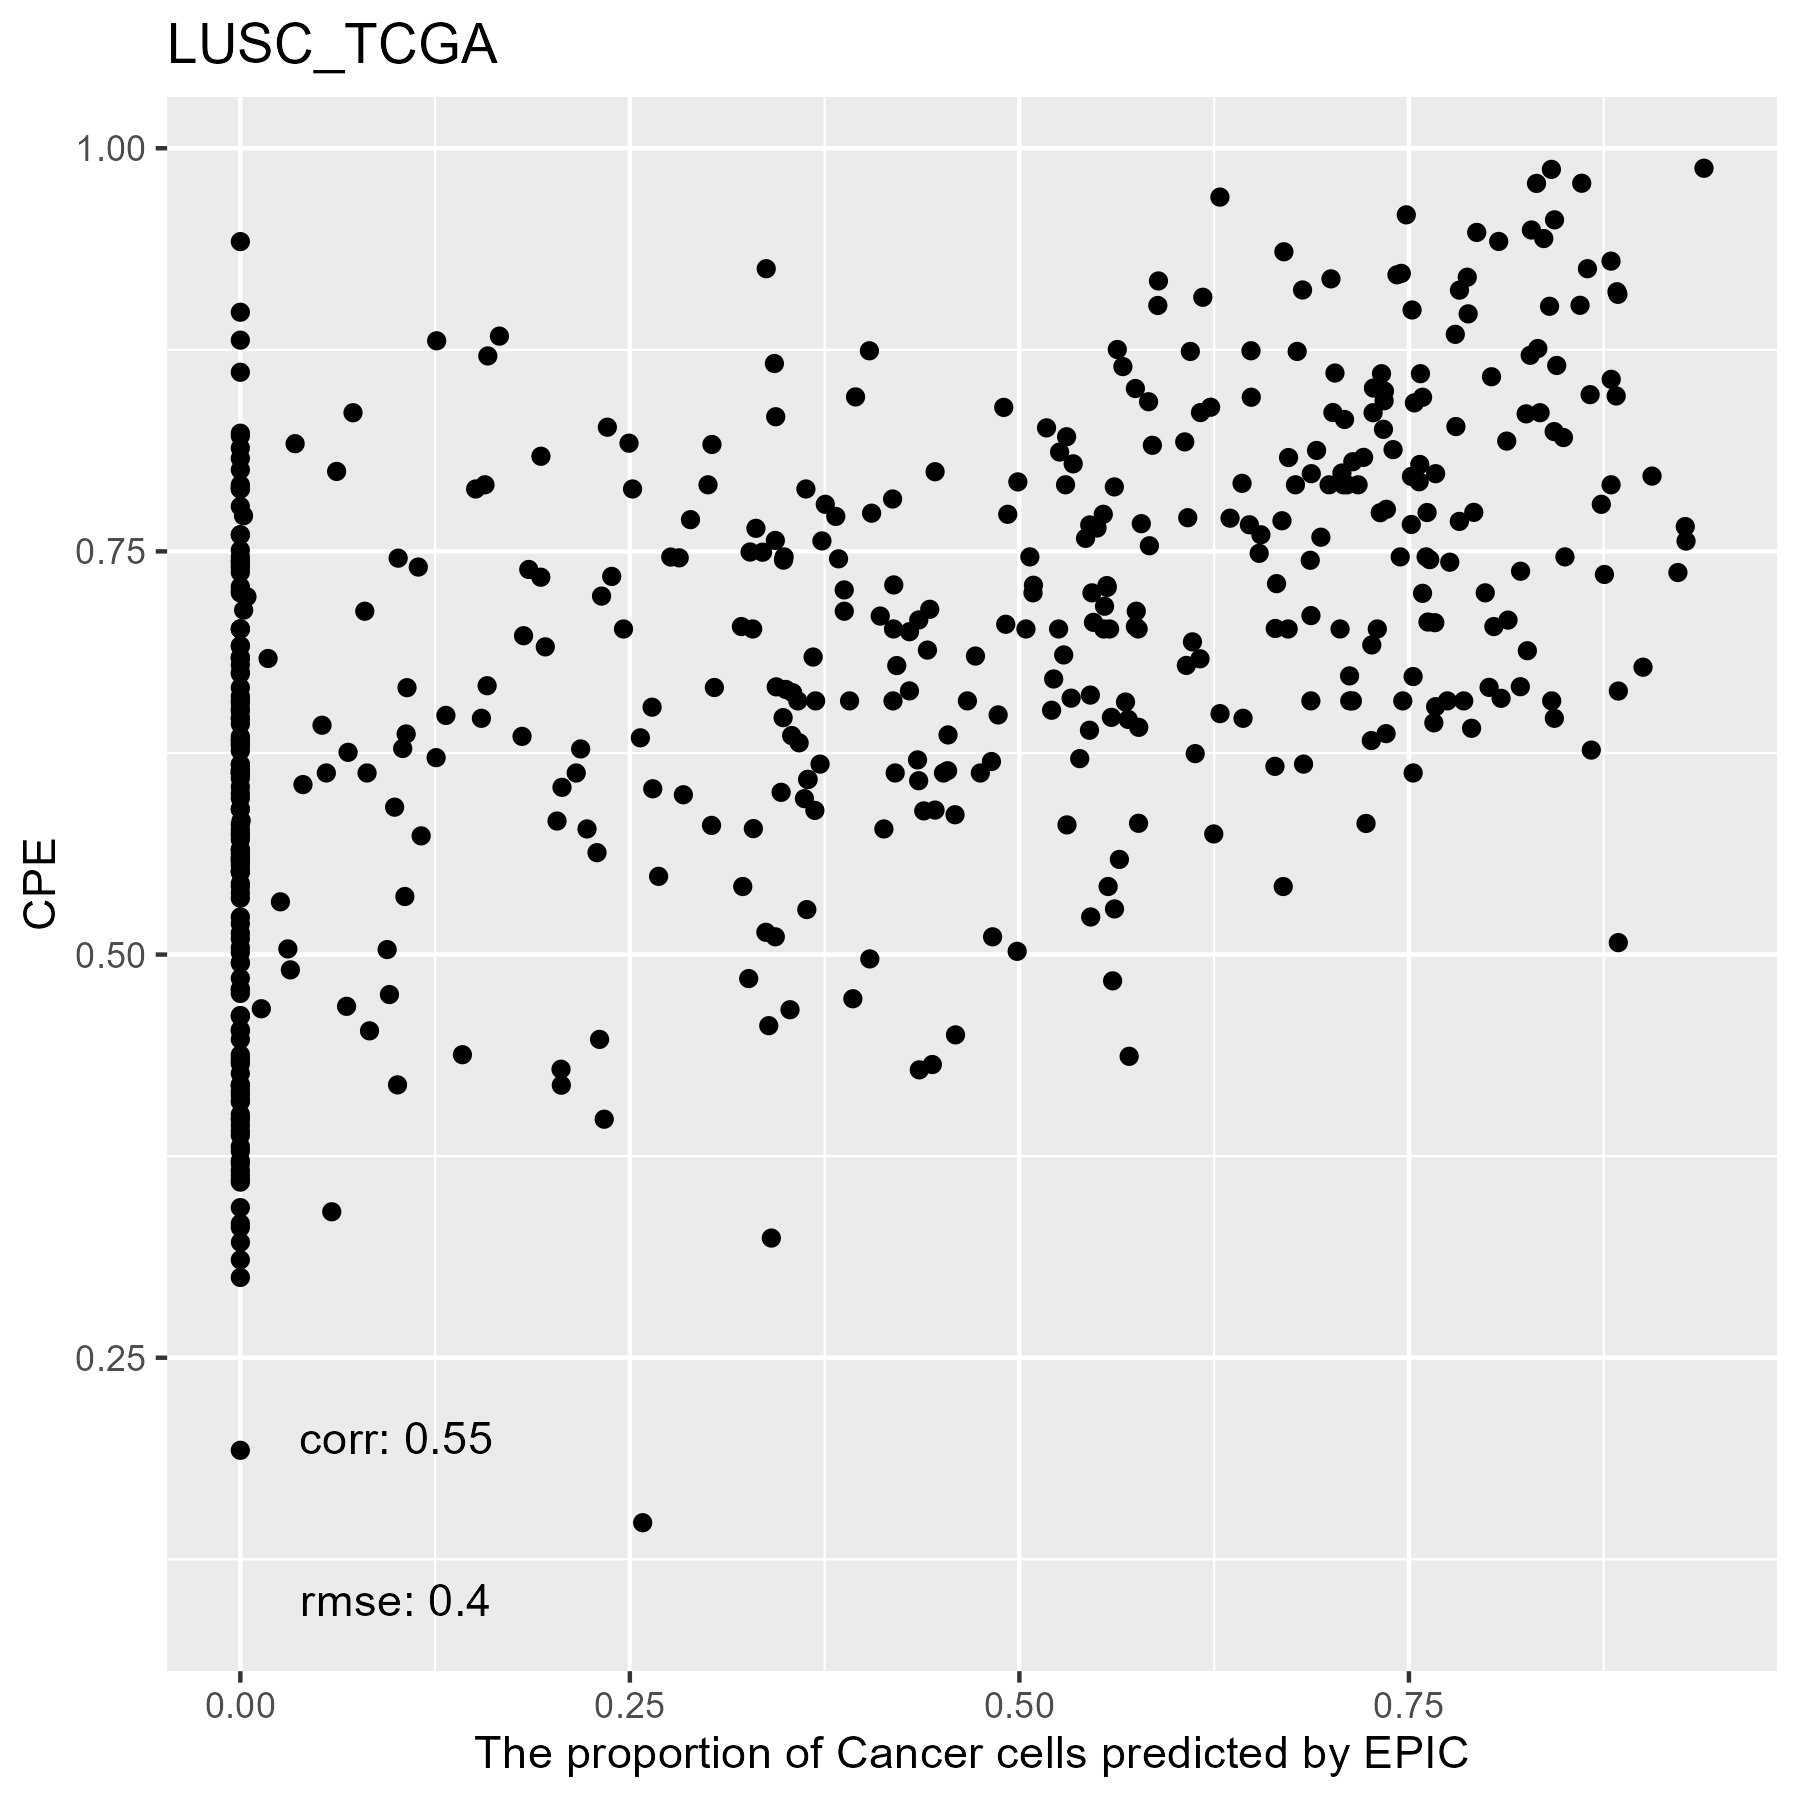 LUSC_TCGA
1.00
0.75
0.50
0.25
CPE
corr: 0.55
rmse: 0.4
0.00 0.25 0.50 0.75
The proportion of Cancer cells predicted by EPIC